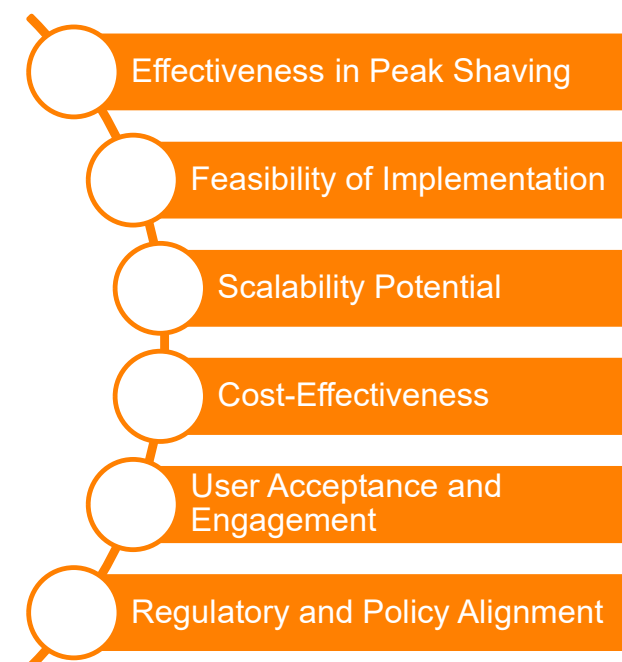 Effectiveness in Peak Shaving
Feasibility of Implementation
Scalability Potential
Cost-Effectiveness
User Acceptance and
Engagement
Regulatory and Policy Alignment